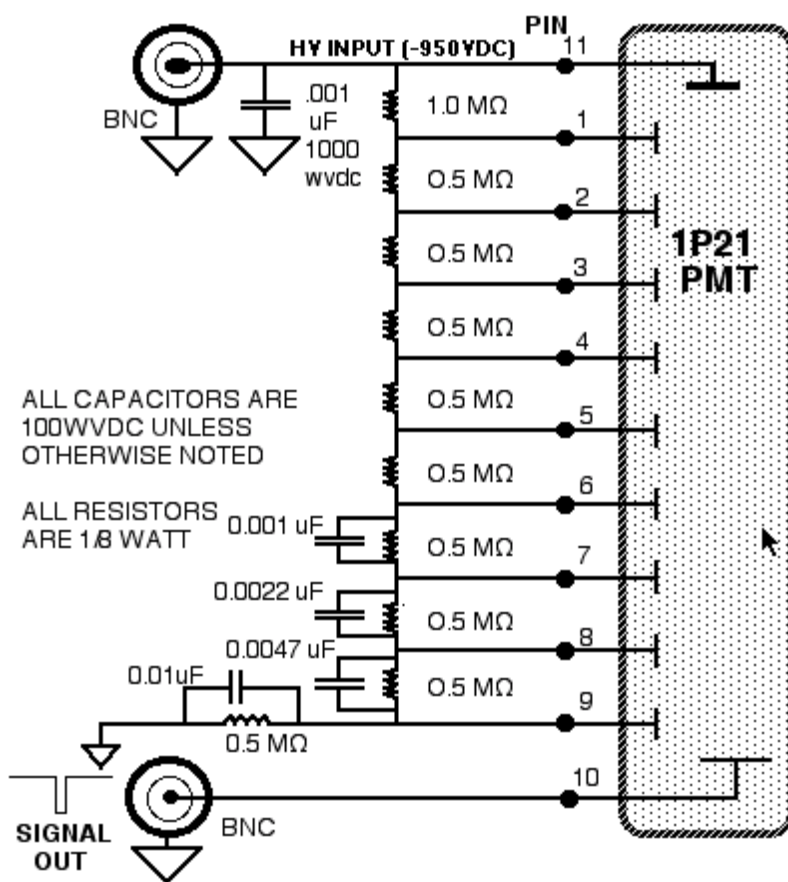 PIN
HV INPUT (-950VDC)
11
BNC
.001
uF
1000
wvdc
1.0 MΩ
1
0.5 MΩ
2
1P21
PMT
0.5 MΩ
3
0.5 MΩ
4
ALL CAPACITORS ARE
100WVDC UNLESS
OTHERWISE NOTED
0.5 MΩ
5
0.5 MΩ
6
ALL RESISTORS
ARE 1/8 WATT
0.001 uF
0.5 MΩ
7
0.0022 uF
0.5 MΩ
8
0.0047 uF
0.01uF
0.5 MΩ
9
0.5 MΩ
10
BNC
SIGNAL
OUT